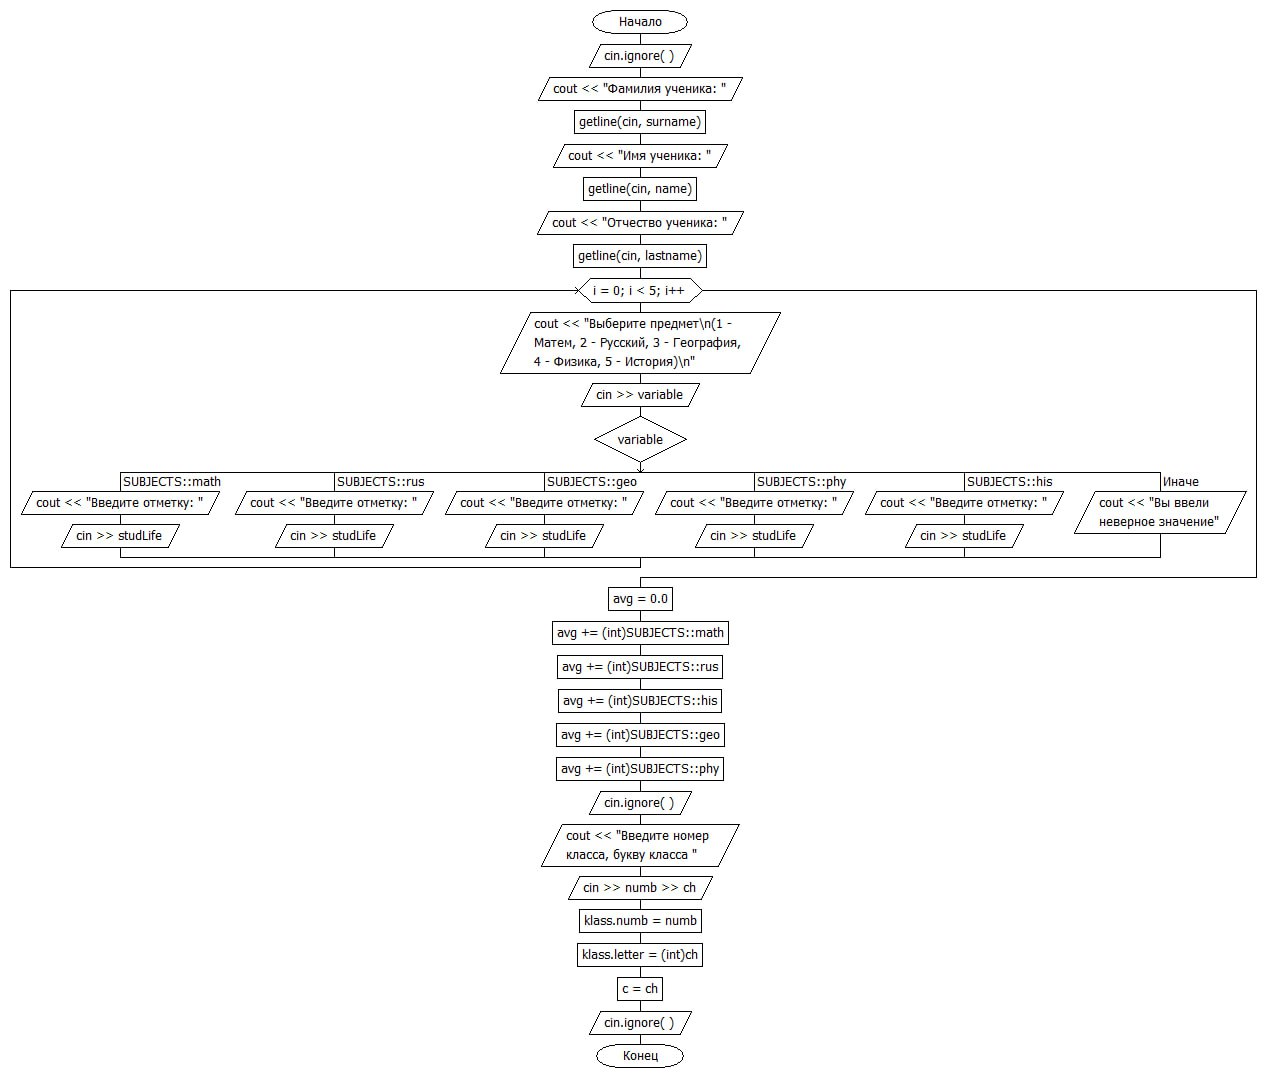 Начало
cin.ignore( )
cout << "Фамилия ученика: "
getline(cin, surname)
cout << "Имя ученика: "
getline(cin, name)
cout << "Отчество ученика: "
getline(cin, lastname)
i = 0; i < 5; i++
cout << "Выберите предмет\n(1 -
Матем, 2 - Русский, 3 - География,
4 - Физика, 5 - История)\n"
cin >> variable
variable
SUBJECTS::math
cout << "Введите отметку: "
cin >> studLife
SUBJECTS::rus
cout << "Введите отметку: "
cin >> studLife
SUBJECTS::geo
cout << "Введите отметку: "
cin >> studLife
SUBJECTS::phy
cout << "Введите отметку: "
cin >> studLife
SUBJECTS::his
cout << "Введите отметку: "
cin >> studLife
Иначе
cout << "Вы ввели
неверное значение"
avg = 0.0
avg += (int)SUBJECTS::math
avg += (int)SUBJECTS::rus
avg += (int)SUBJECTS::his
avg += (int)SUBJECTS::geo
avg += (int)SUBJECTS::phy
cin.ignore( )
cout << "Введите номер
класса, букву класса "
cin >> numb >> ch
klass.numb = numb
klass.letter = (int)ch
c = ch
cin.ignore( )
Конец